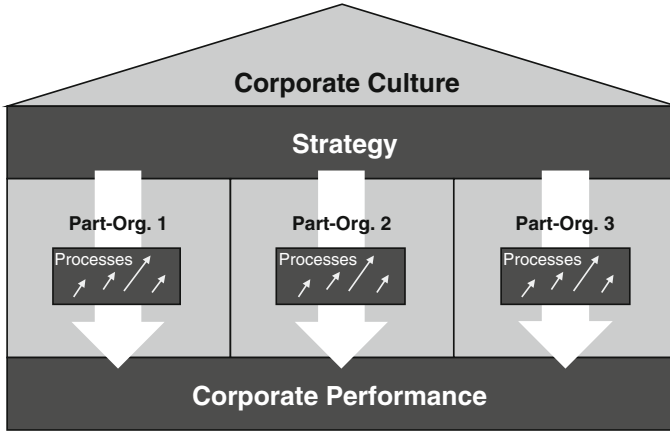 Corporate Culture
Strategy
Part-Org. 1
Part-Org. 2
Part-Org. 3
Processes
Processes
Processes
Corporate Performance